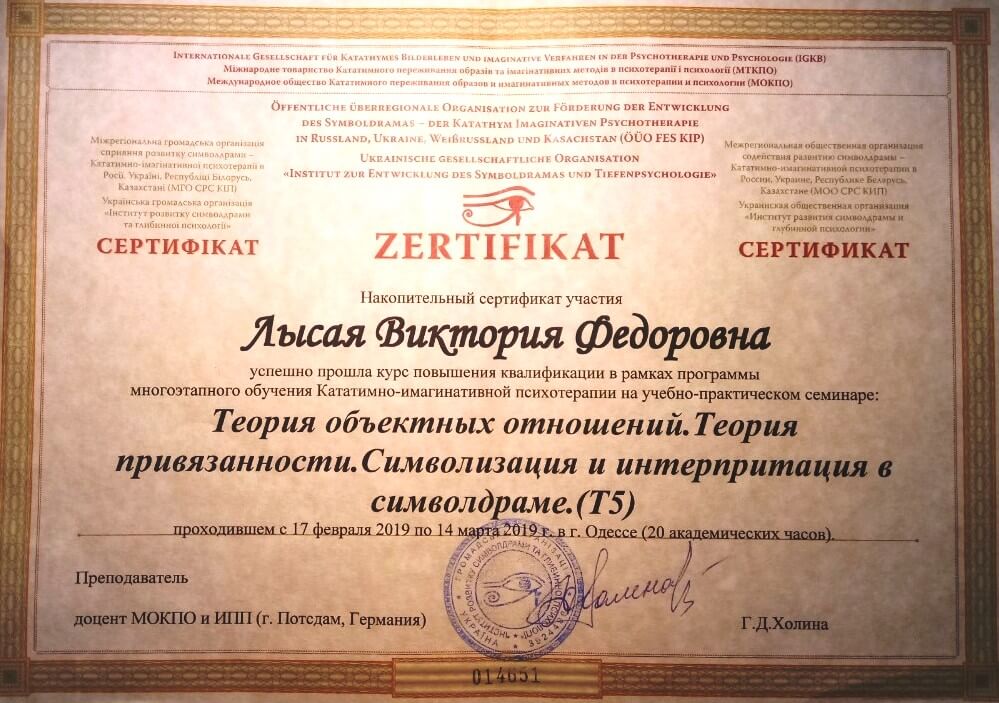 Internationale Gesellschaft für Katathymes Bilderleben und imaginative Verfahren in der Psychotherapie und Psychologie (IGKB)
Міжнародне товариство Кататимного переживання образів та імагінативних методів в психотерапії і психології (МТКПО)
Международное общество Кататимного переживания образов и имагинативных методов в психотерапии и психологии (МОКПО)
Öffentliche überregionale Organisation zur Förderung der Entwicklung
des Symboldramas – der Katathym Imaginativen Psychotherapie
in Russland, Ukraine, Weißrussland und Kasachstan (ÖÜO FES KIP)
Ukrainische gesellschaftliche Organisation
«Institut zur Entwicklung des Symboldramas und Tiefenpsychologie»
Міжрегіональна громадська організація
сприяння розвитку символдрами –
Кататимно-імагінативної психотерапії в
Росії, Україні, Республіці Білорусь,
Казахстані (МГО СРС КІП)
Українська громадська організація
«Інститут розвитку символдрами
та глибинної психології»
СЕРТИФІКАТ
ZERTIFIKAT
Межрегиональная общественная организация
содействия развитию символдрамы –
Кататимно-имагинативной психотерапии в
России, Украине, Республике Беларусь,
Казахстане (МОО СРС КИП)
Украинская общественная организация
«Институт развития символдрамы и
глубинной психологии»
СЕРТИФИКАТ
Накопительный сертификат участия
Лысая Виктория Федоровна
успешно прошла курс повышения квалификации в рамках программы
многоэтапного обучения Кататимно-имагинативной психотерапии на учебно-практическом семинаре:
Теория объектных отношений.Теория
привязанности.Символизация и интерпритация в
символдраме.(Т5)
проходившем с 17 февраля 2019 по 14 марта 2019 г. в г. Одессе (20 академических часов).
Преподаватель
доцент МОКПО и ИПП (г. Потсдам, Германия)
Г.Д.Холина
УКРАЇНА
014651